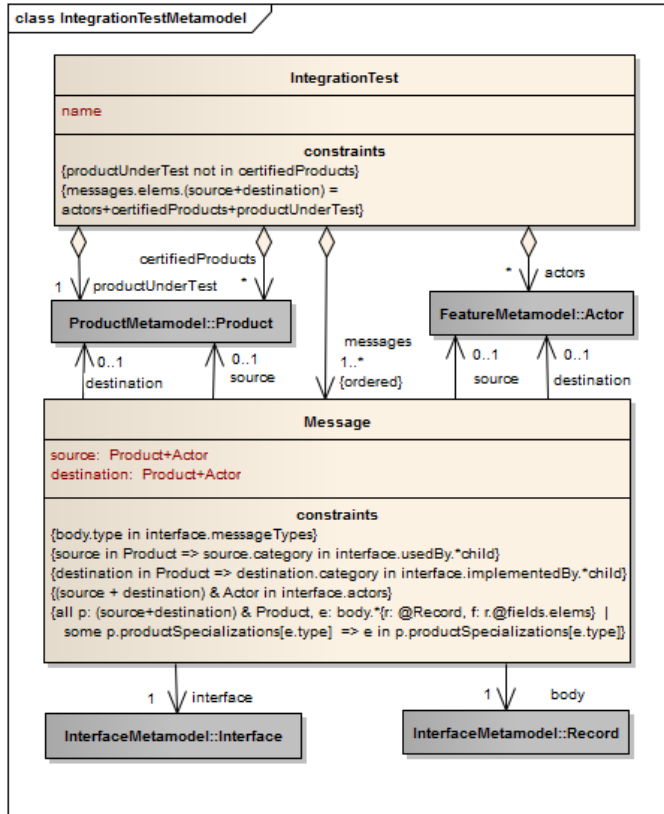 class IntegrationTestMetamodel
IntegrationTest
name
constraints
{productUnderTest not in certifiedProducts}
{messages.elems.(source+destination) =
actors+certifiedProducts+productUnderTest}
certifiedProducts
1
productUnderTest
*
*
actors
ProductMetamodel::Product
FeatureMetamodel::Actor
messages
1..*
{ordered}
0..1
destination
0..1
source
0..1
source
0..1
destination
Message
source: Product+Actor
destination: Product+Actor
constraints
{body.type in interface.messageTypes}
{source in Product => source.category in interface.usedBy.*child}
{destination in Product => destination.category in interface.implementedBy.*child}
{(source + destination) & Actor in interface.actors}
{all p: (source+destination) & Product, e: body.*{r: @Record, f: r.@fields.elems} |
some p.productSpecializations[e.type] => e in p.productSpecializations[e.type]}
1
interface
1
body
InterfaceMetamodel::Interface
InterfaceMetamodel::Record